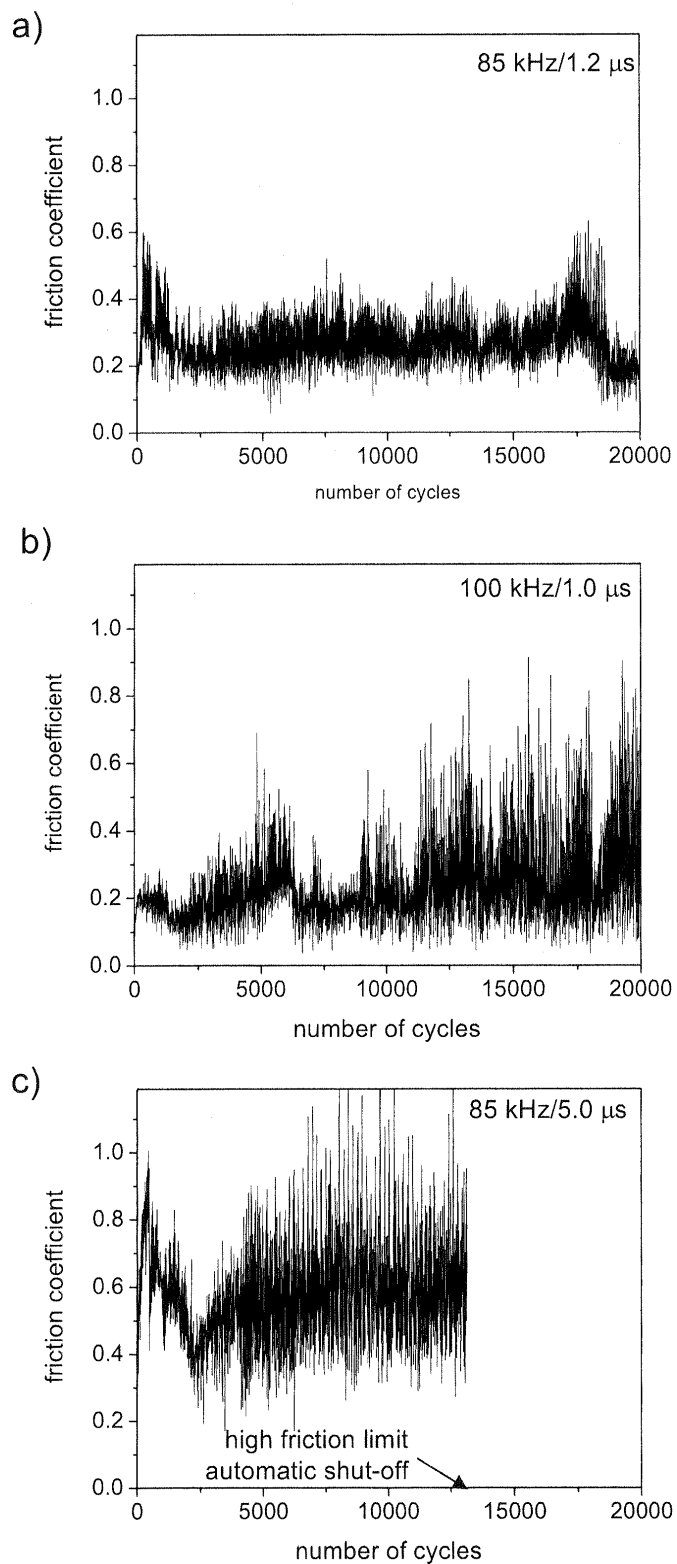 a)
85 kHz/1.2 μs
friction coefficient
1.0
0.8
0.6
0.4
0.2
0.0
0 5000 10000 15000 20000
number of cycles
b)
100 kHz/1.0 μs
friction coefficient
1.0
0.8
0.6
0.4
0.2
0.0
0 5000 10000 15000 20000
number of cycles
c)
85 kHz/5.0 μs
friction coefficient
1.0
0.8
0.6
0.4
0.2
0.0
high friction limit
automatic shut-off
0 5000 10000 15000 20000
number of cycles